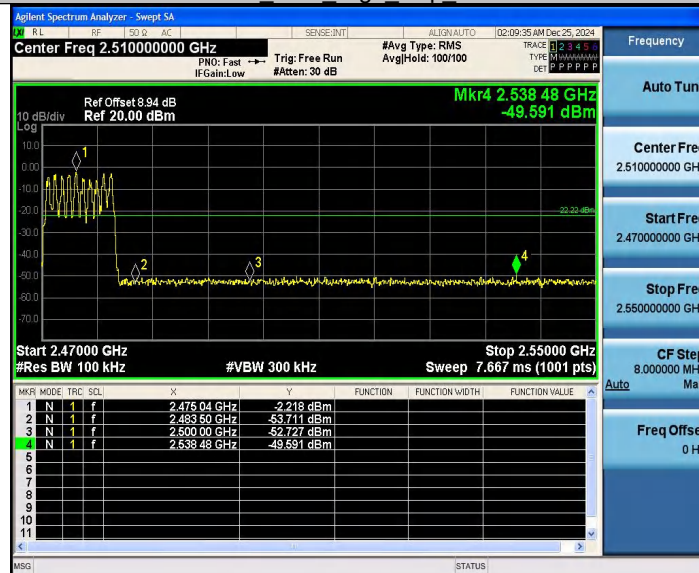 Agilent Spectrum Analyzer - Swept SA
RL RF 50 Ω AC SENSE:INT ALIGNAUTO 02:09:35 AM Dec 25, 2024
Center Freq 2.510000000 GHz
PNO: Fast
IFGain:Low
Trig: Free Run
#Atten: 30 dB
#Avg Type: RMS
Avg|Hold: 100/100
TRACE 1 2 3 4 5 6
TYPE M
DET P P P P P P
Frequency
Ref Offset 8.94 dB
10 dB/div Ref 20.00 dBm
Log
Mkr4 2.538 48 GHz
-49.591 dBm
10.0
0.00
-10.0
-20.0
-30.0
-40.0
-50.0
-60.0
-70.0
1
2
3
4
-22.22 dBm
Start 2.47000 GHz Stop 2.55000 GHz
#Res BW 100 kHz #VBW 300 kHz Sweep 7.667 ms (1001 pts)
MKR MODE TRC SCL X Y FUNCTION FUNCTION WIDTH FUNCTION VALUE
1 N 1 f 2.475 04 GHz -2.218 dBm
2 N 1 f 2.483 50 GHz -53.711 dBm
3 N 1 f 2.500 00 GHz -52.727 dBm
4 N 1 f 2.538 48 GHz -49.591 dBm
5
6
7
8
9
10
11
MSG STATUS
Auto Tun
Center Fre
2.510000000 GH
Start Fre
2.470000000 GH
Stop Fre
2.550000000 GH
CF Ste
8.000000 MH
Auto Ma
Freq Offse
0 H